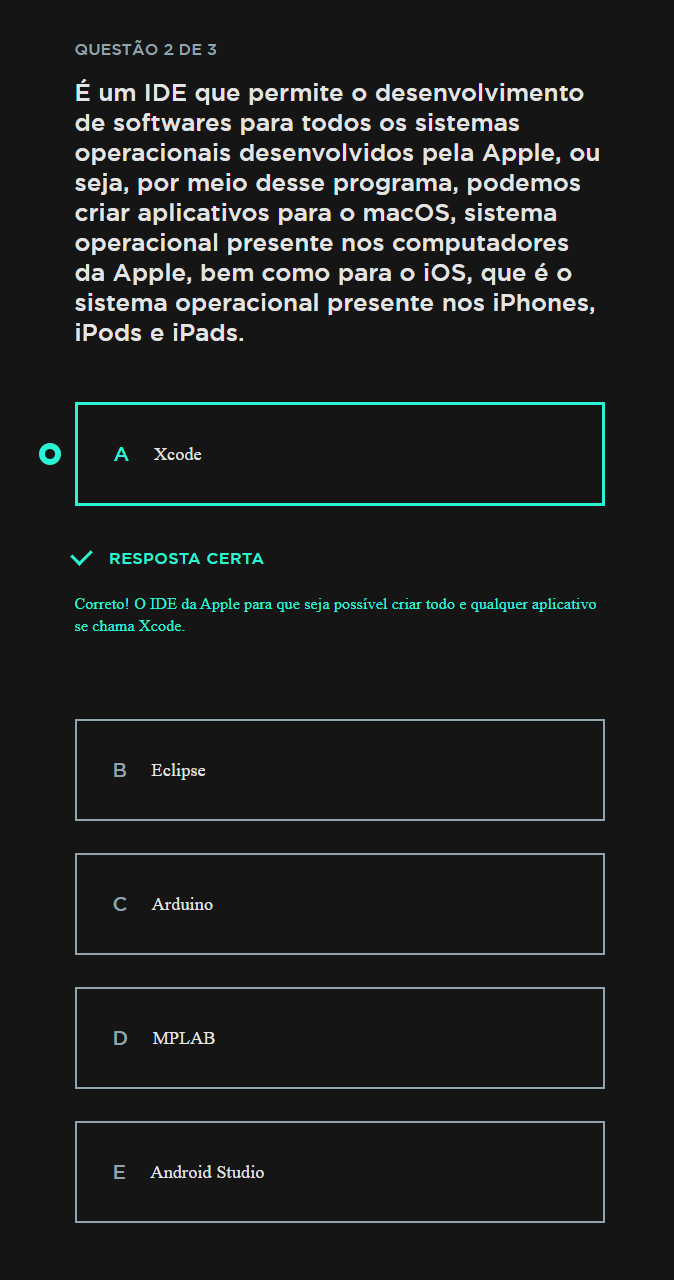 QUESTÃO 2 DE 3
É um IDE que permite o desenvolvimento
de softwares para todos os sistemas
operacionais desenvolvidos pela Apple, ou
seja, por meio desse programa, podemos
criar aplicativos para o macOS, sistema
operacional presente nos computadores
da Apple, bem como para o iOS, que é o
sistema operacional presente nos iPhones,
iPods e iPads.
A Xcode
RESPOSTA CERTA
Correto! O IDE da Apple para que seja possível criar todo e qualquer aplicativo
se chama Xcode.
B Eclipse
C Arduino
D MPLAB
E Android Studio